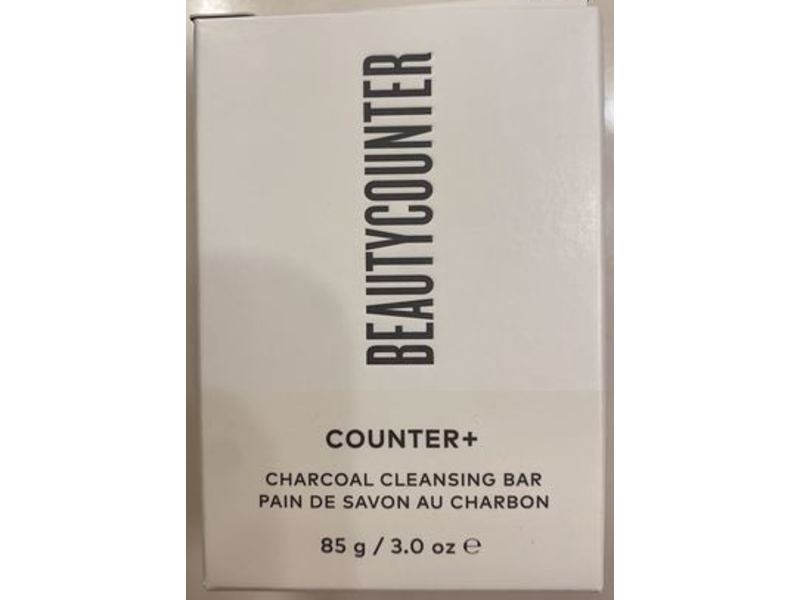 BEAUTYCOUNTER
COUNTER+
CHARCOAL CLEANSING BAR
PAIN DE SAVON AU CHARBON
85 g / 3.0 oz ℮